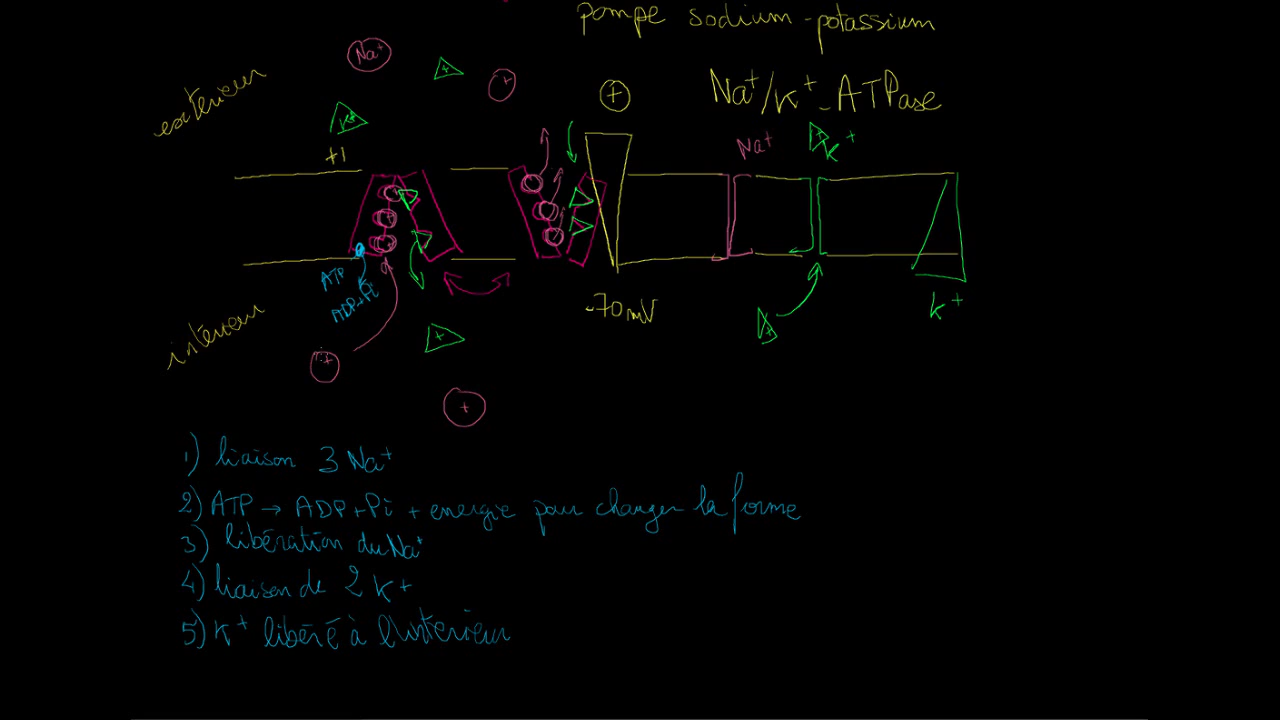 pompe sodium-potassium
Na+/K+-ATPase
extérieur
Na+
+
+
+
K+
+1
Na+
+
K+
ATP
ADP+Pi
-70mV
intérieur
+
+
+
K+
+
1) liaison 3 Na+
2) ATP → ADP+Pi + energie pour changer la forme
3) libération du Na+
4) liaison de 2 K+
5) K+ libéré à l'intérieur